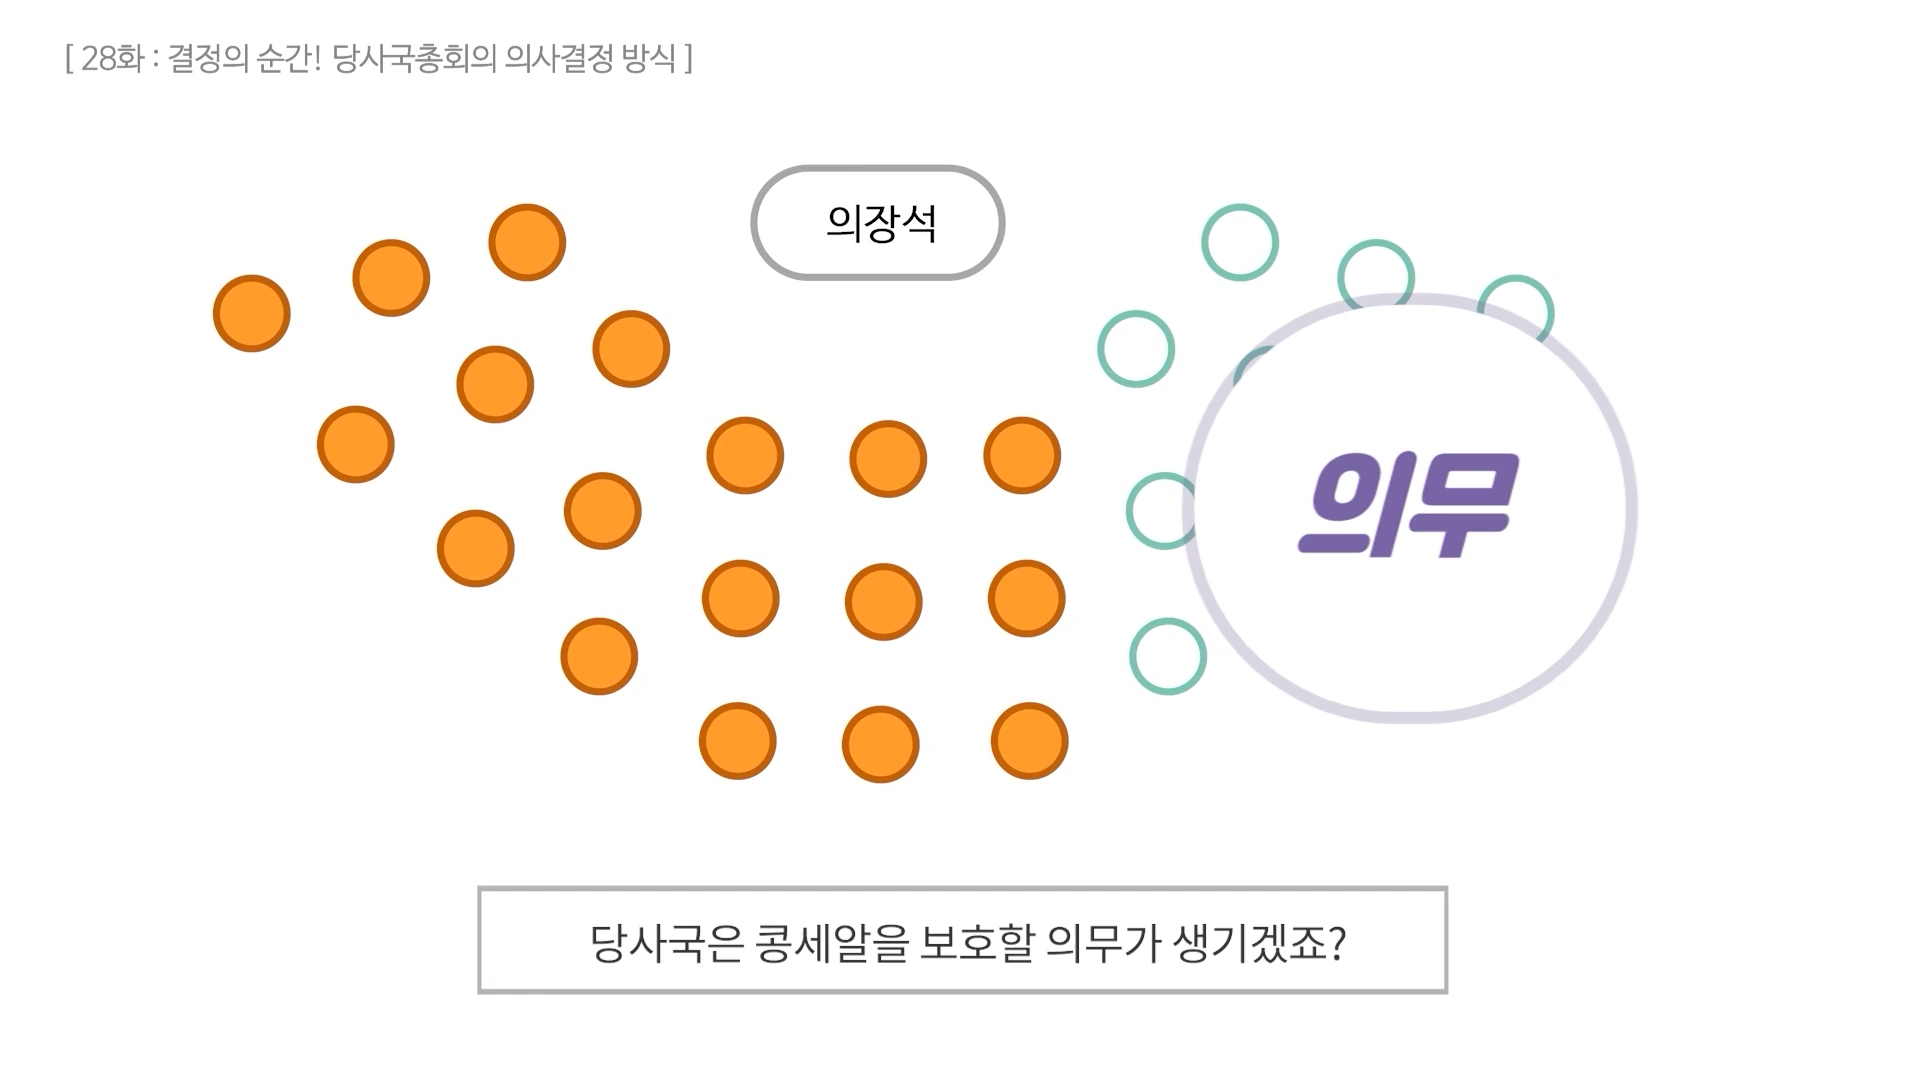 [ 28화 : 결정의 순간! 당사국총회의 의사결정 방식 ]
의장석
의무
당사국은 콩세알을 보호할 의무가 생기겠죠?